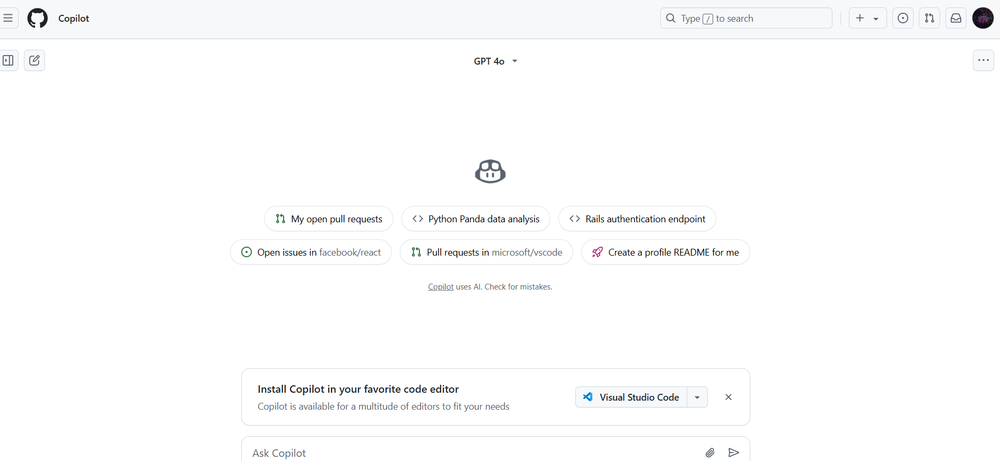 Copilot
Type / to search
GPT 4o
My open pull requests
Python Panda data analysis
Rails authentication endpoint
Open issues in facebook/react
Pull requests in microsoft/vscode
Create a profile README for me
Copilot uses AI. Check for mistakes.
Install Copilot in your favorite code editor
Copilot is available for a multitude of editors to fit your needs
Visual Studio Code
Ask Copilot